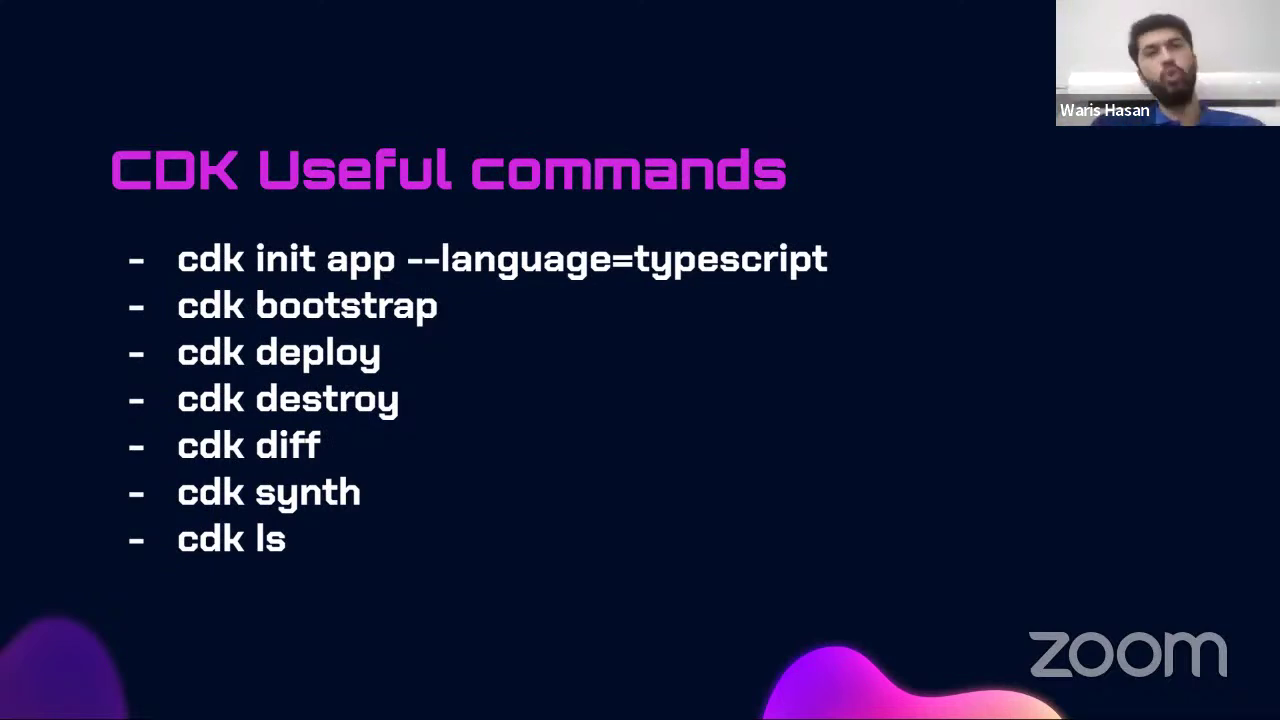 Waris Hasan
CDK Useful commands
- cdk init app --language=typescript
- cdk bootstrap
- cdk deploy
- cdk destroy
- cdk diff
- cdk synth
- cdk ls
zoom